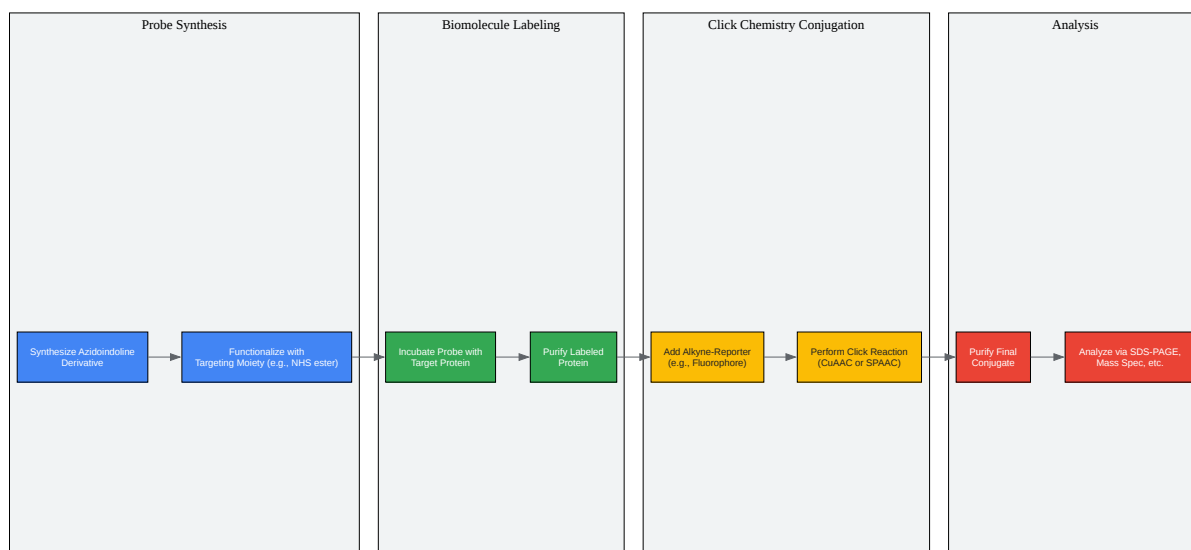 Probe Synthesis
Synthesize Azidoindoline
Derivative
Functionalize with
Targeting Moiety (e.g., NHS ester)
Biomolecule Labeling
Incubate Probe with
Target Protein
Purify Labeled
Protein
Click Chemistry Conjugation
Add Alkyne-Reporter
(e.g., Fluorophore)
Perform Click Reaction
(CuAAC or SPAAC)
Analysis
Purify Final
Conjugate
Analyze via SDS-PAGE,
Mass Spec, etc.